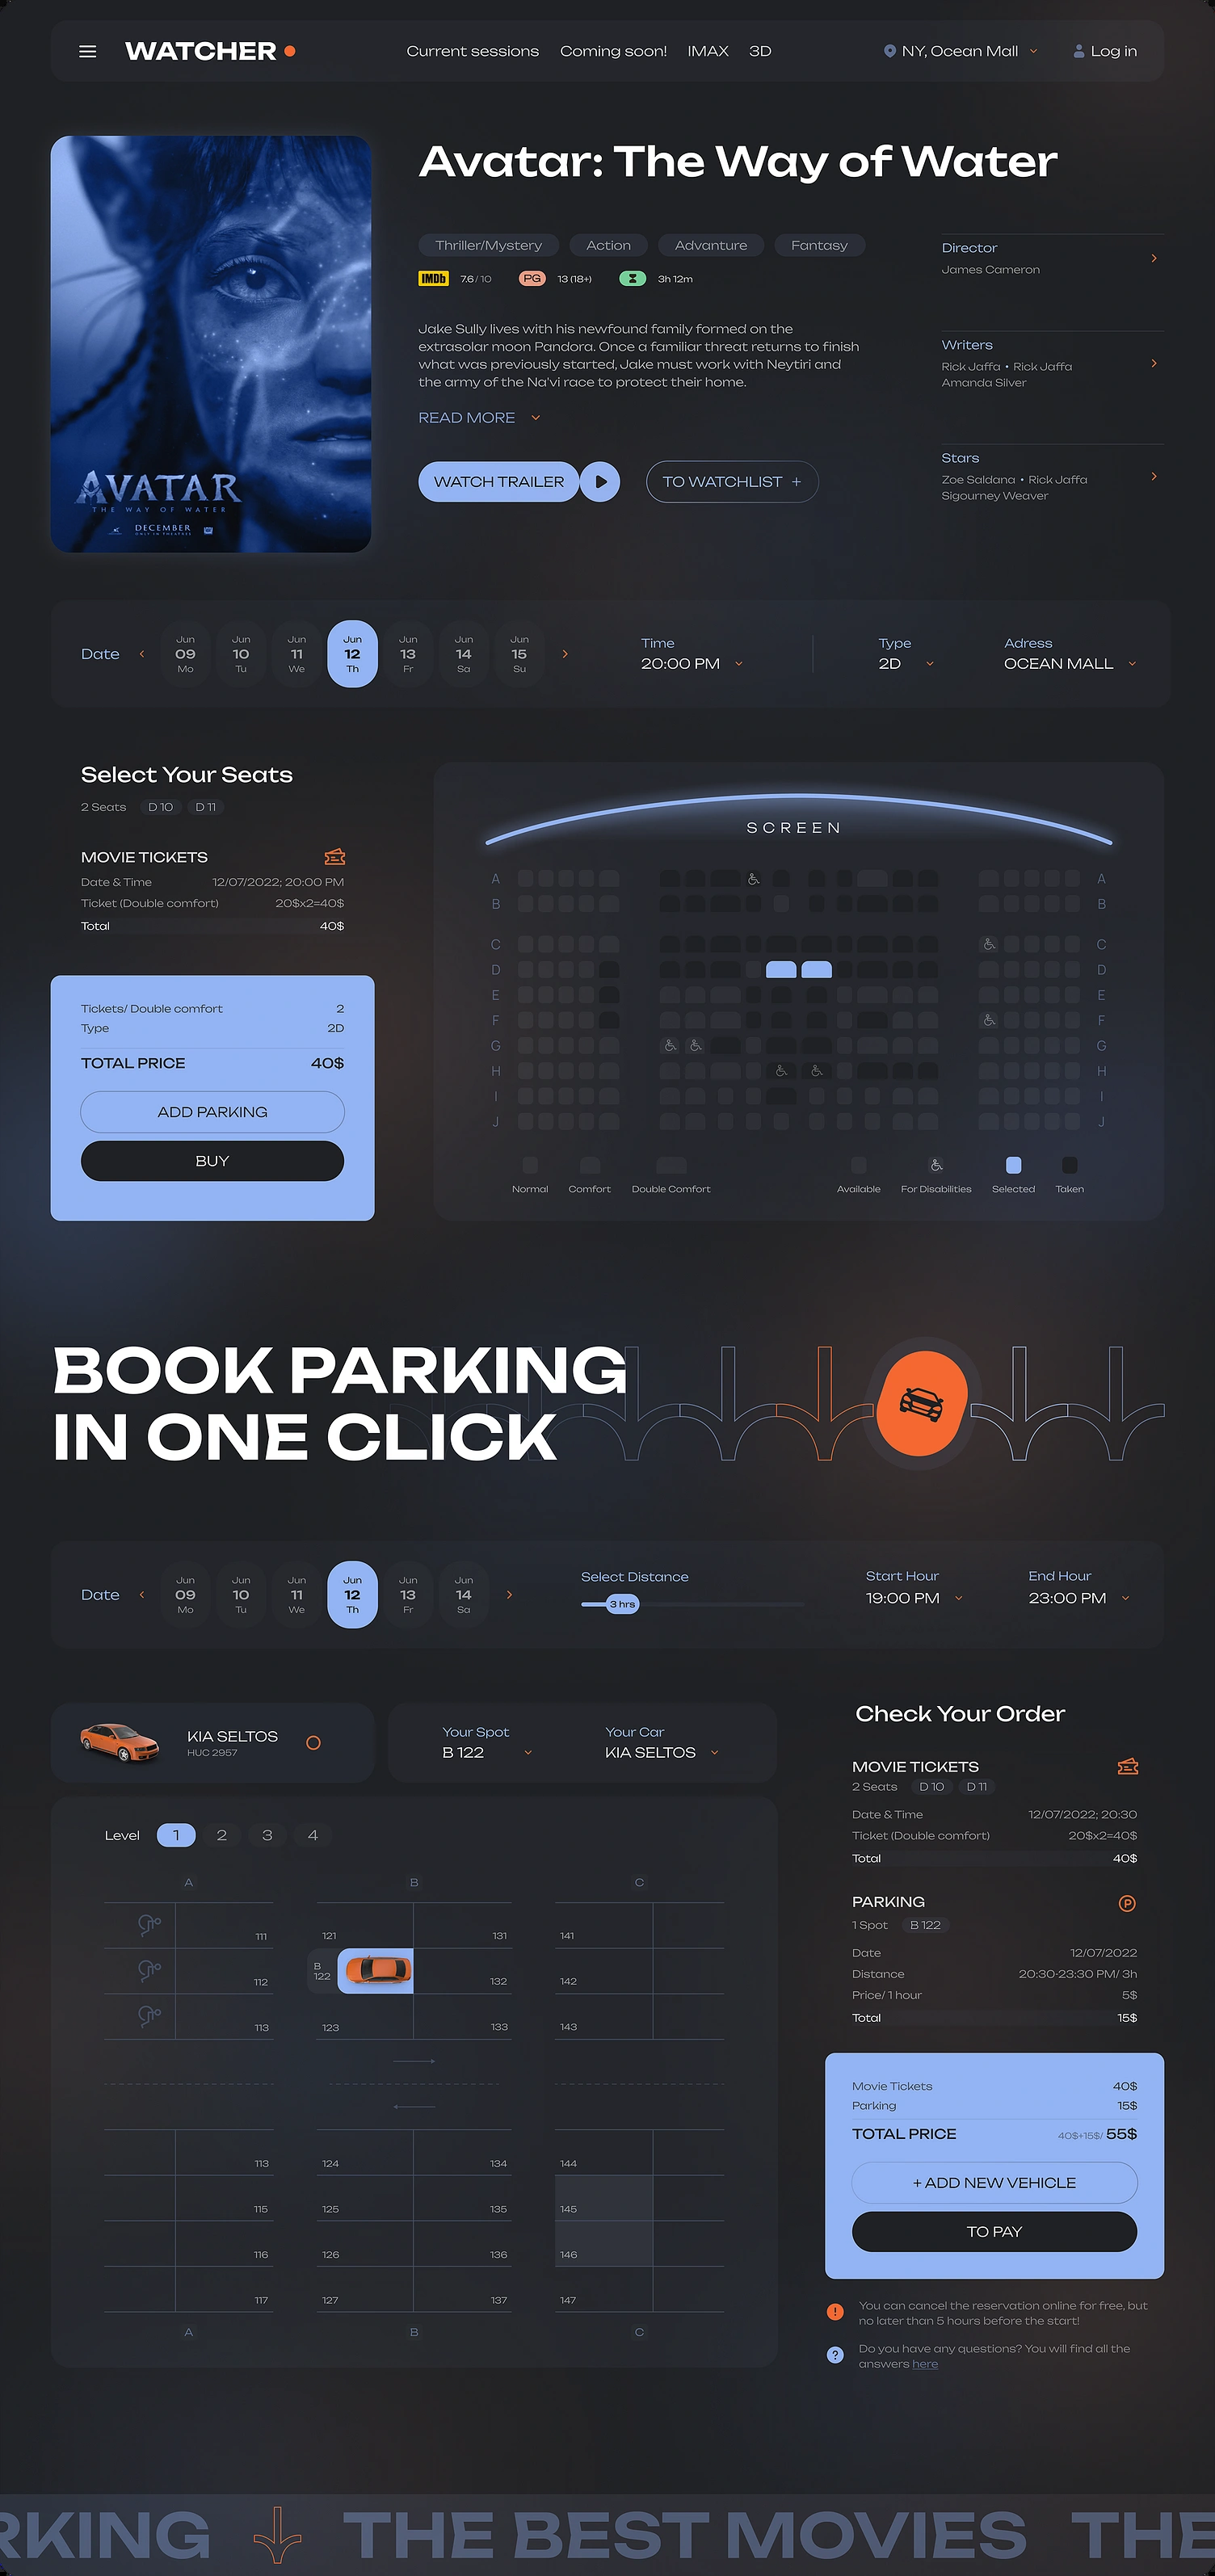 WATCHER
Current sessions Coming soon! IMAX 3D
NY, Ocean Mall
Log in
AVATAR
THE WAY OF WATER
DECEMBER
ONLY IN THEATERS
Avatar: The Way of Water
Thriller/Mystery Action Advanture Fantasy
IMDb 7.6 / 10 PG 13 (18+) 3h 12m
Jake Sully lives with his newfound family formed on the
extrasolar moon Pandora. Once a familiar threat returns to finish
what was previously started, Jake must work with Neytiri and
the army of the Na'vi race to protect their home.
READ MORE
WATCH TRAILER
TO WATCHLIST +
Director
James Cameron
Writers
Rick Jaffa • Rick Jaffa
Amanda Silver
Stars
Zoe Saldana • Rick Jaffa
Sigourney Weaver
Date
Jun 09 Mo
Jun 10 Tu
Jun 11 We
Jun 12 Th
Jun 13 Fr
Jun 14 Sa
Jun 15 Su
Time
20:00 PM
Type
2D
Adress
OCEAN MALL
Select Your Seats
2 Seats D 10 D 11
MOVIE TICKETS
Date & Time 12/07/2022; 20:00 PM
Ticket (Double comfort) 20$x2=40$
Total 40$
Tickets/ Double comfort 2
Type 2D
TOTAL PRICE 40$
ADD PARKING
BUY
SCREEN
A A
B B
C C
D D
E E
F F
G G
H H
I I
J J
Normal Comfort Double Comfort Available For Disabilities Selected Taken
BOOK PARKING
IN ONE CLICK
Date
Jun 09 Mo
Jun 10 Tu
Jun 11 We
Jun 12 Th
Jun 13 Fr
Jun 14 Sa
Select Distance
3 hrs
Start Hour
19:00 PM
End Hour
23:00 PM
KIA SELTOS
HUC 2957
Your Spot
B 122
Your Car
KIA SELTOS
Level 1 2 3 4
A B C
111 121 131 141
112 B 122 132 142
113 123 133 143
113 124 134 144
115 125 135 145
116 126 136 146
117 127 137 147
A B C
Check Your Order
MOVIE TICKETS
2 Seats D 10 D 11
Date & Time 12/07/2022; 20:30
Ticket (Double comfort) 20$x2=40$
Total 40$
PARKING
1 Spot B 122
Date 12/07/2022
Distance 20:30-23:30 PM/ 3h
Price/ 1 hour 5$
Total 15$
Movie Tickets 40$
Parking 15$
TOTAL PRICE 40$+15$/ 55$
+ ADD NEW VEHICLE
TO PAY
You can cancel the reservation online for free, but
no later than 5 hours before the start!
Do you have any questions? You will find all the
answers here
RKING THE BEST MOVIES THE